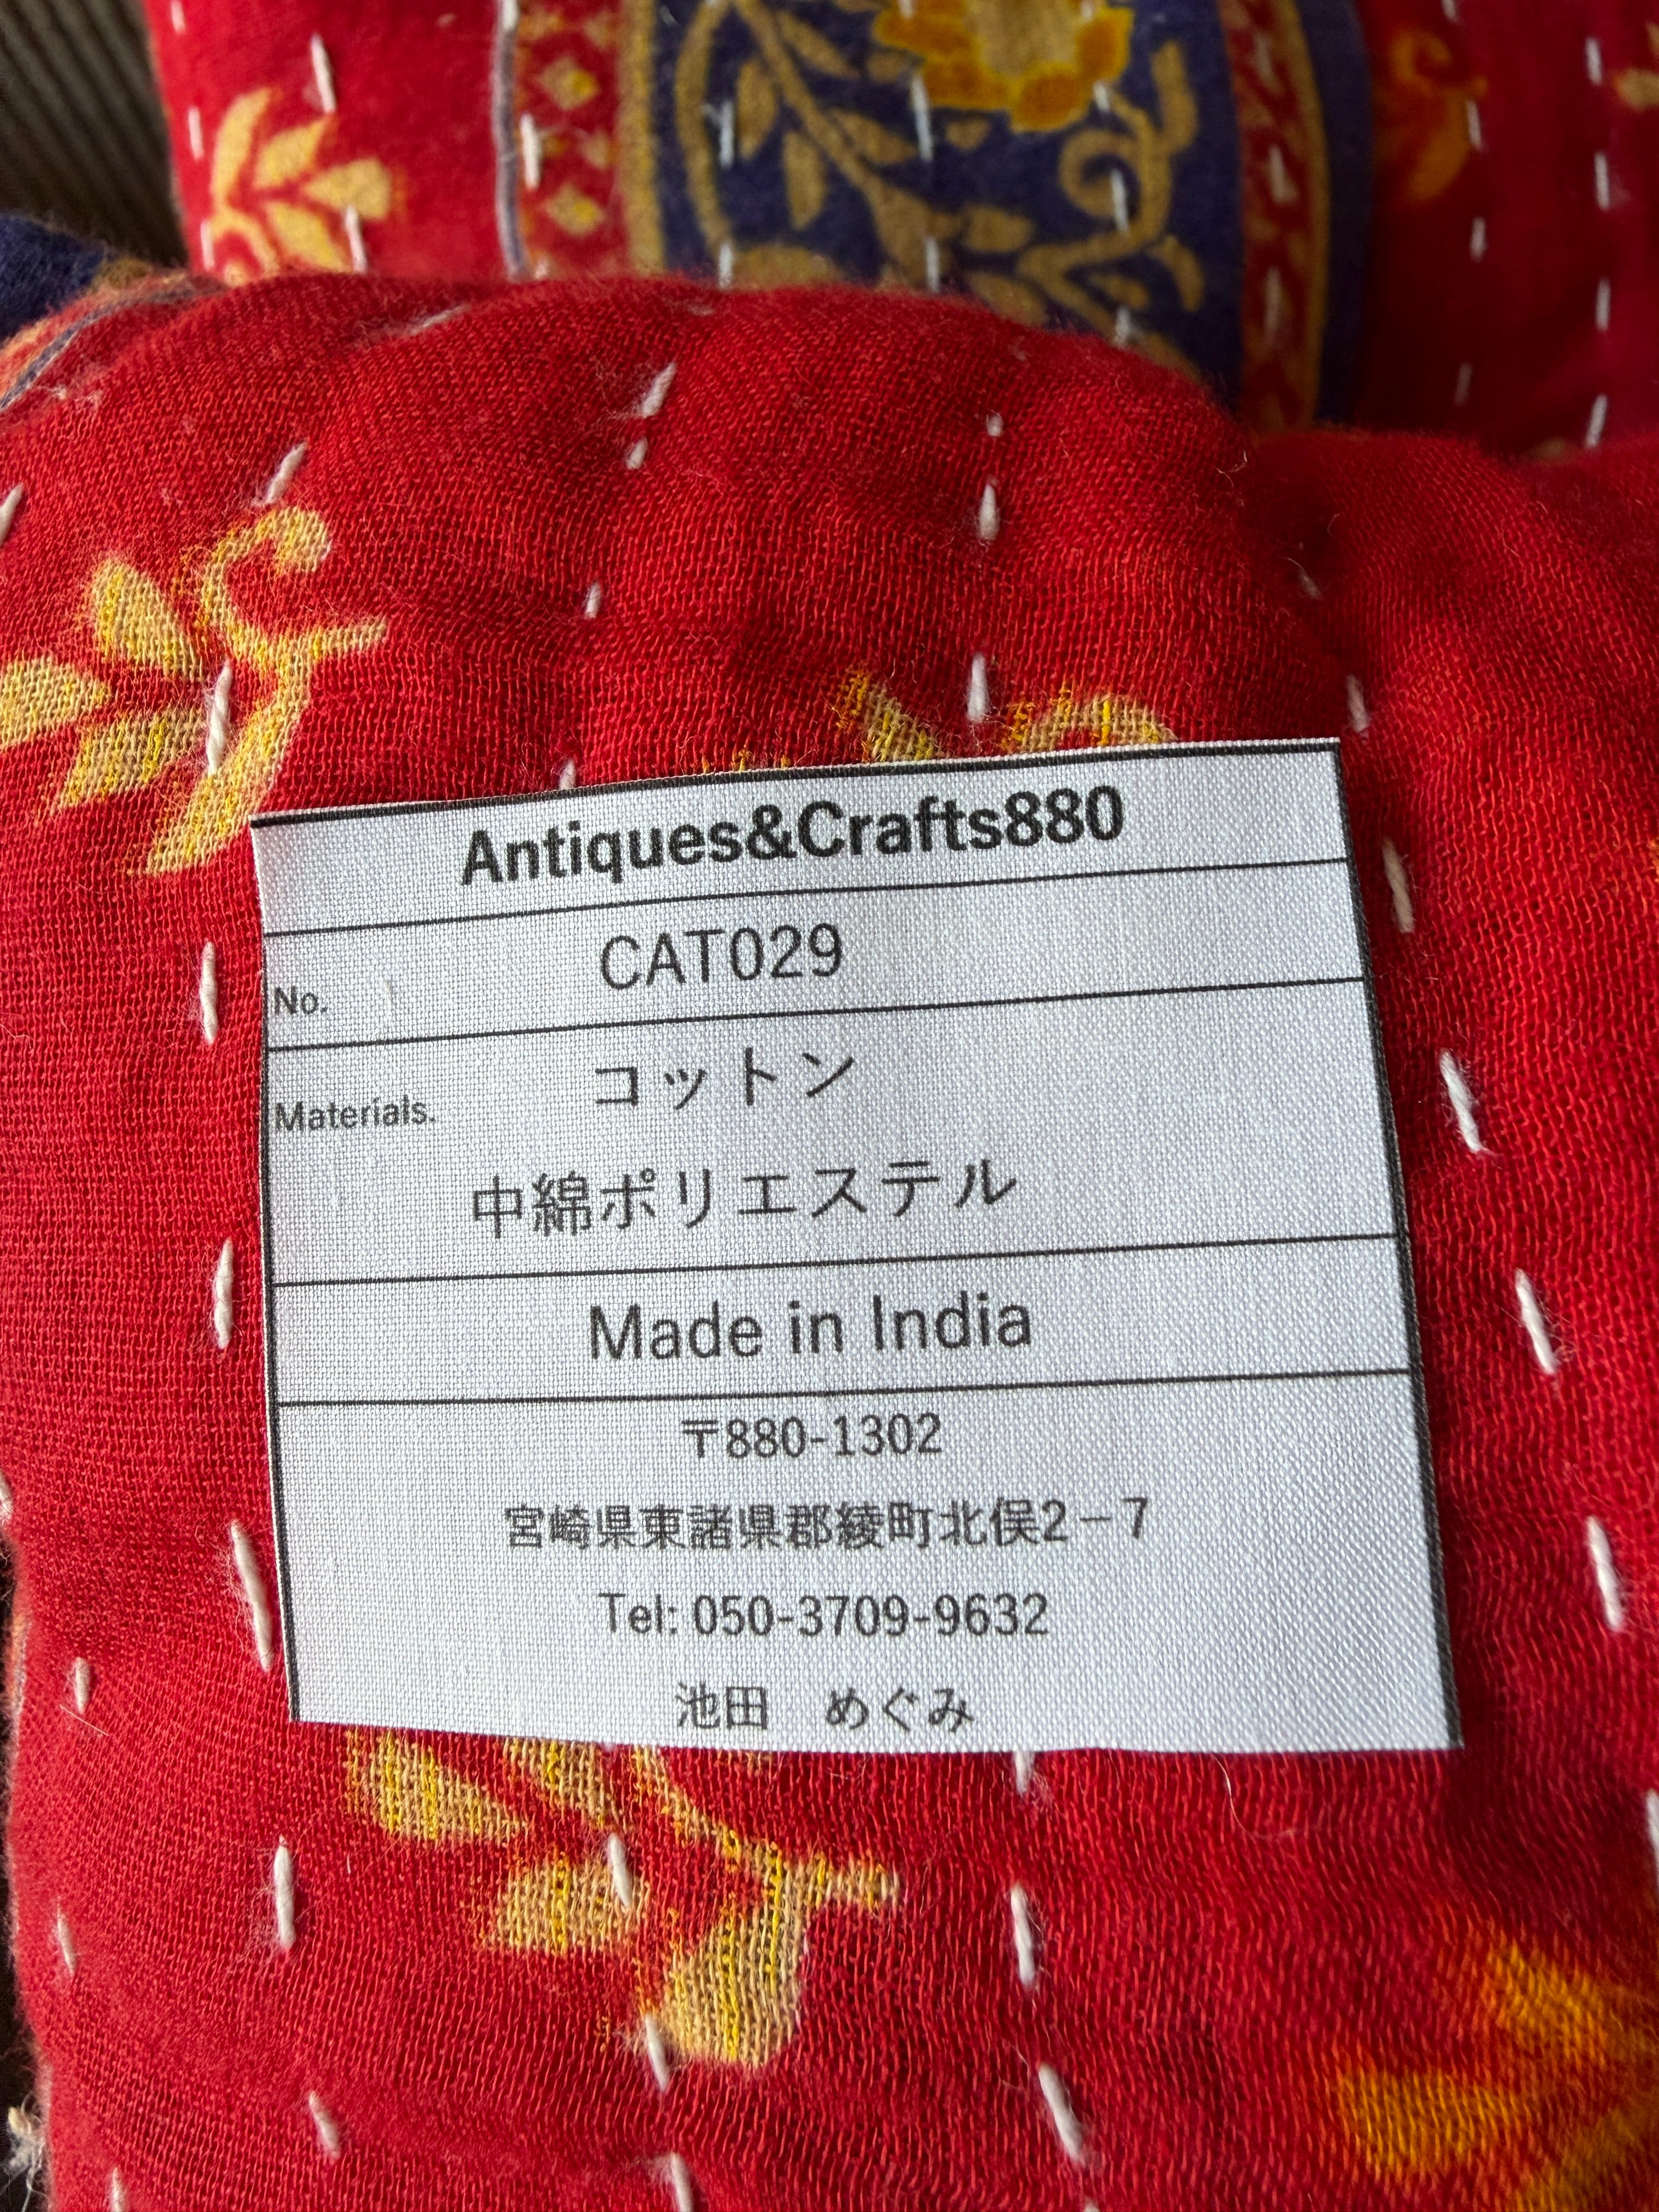 Antiques&Crafts880
No. CAT029
Materials. コットン
中綿ポリエステル
Made in India
〒880-1302
宮崎県東諸県郡綾町北俣2－7
Tel: 050-3709-9632
池田　めぐみ